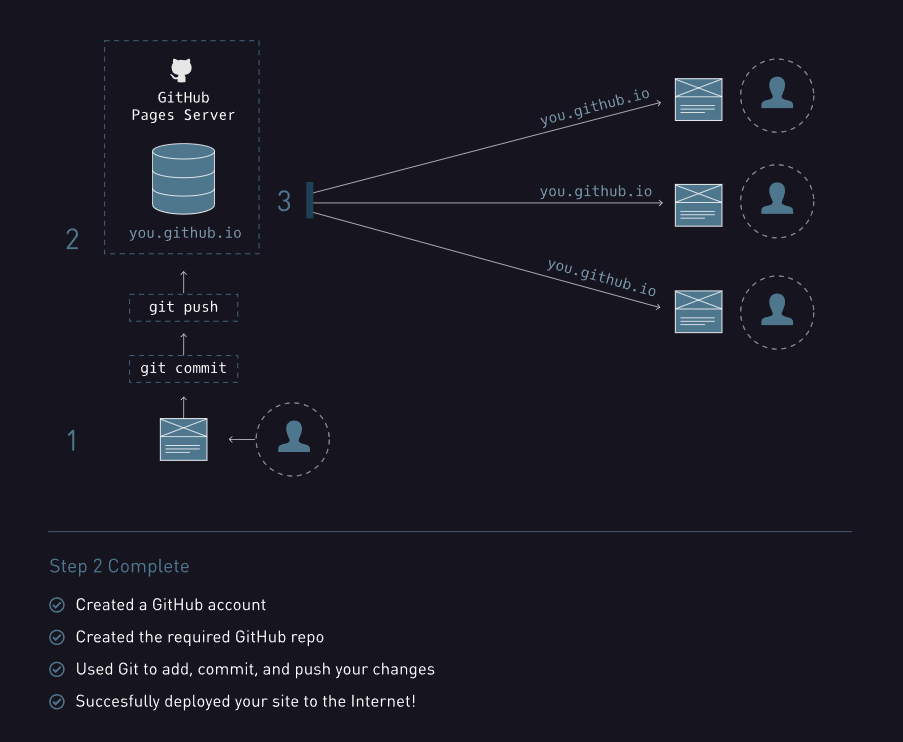 GitHub
Pages Server
you.github.io
2
3
you.github.io
you.github.io
you.github.io
git push
git commit
1
Step 2 Complete
Created a GitHub account
Created the required GitHub repo
Used Git to add, commit, and push your changes
Succesfully deployed your site to the Internet!